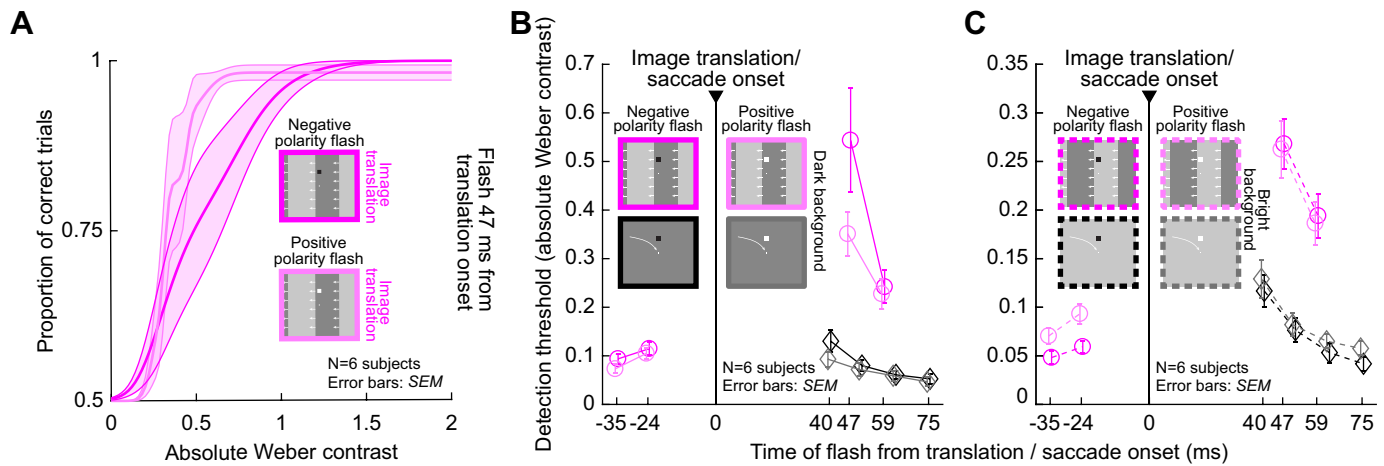 A
Proportion of correct trials
1
0.75
0.5
0
0.5
1
1.5
2
Absolute Weber contrast
Negative
polarity flash
Image
translation
Positive
polarity flash
Image
translation
N=6 subjects
Error bars: SEM
Flash 47 ms from
translation onset
B
Detection threshold (absolute Weber contrast)
0.7
0.6
0.5
0.4
0.3
0.2
0.1
0
Image translation/
saccade onset
Negative
polarity flash
Positive
polarity flash
Dark background
N=6 subjects
Error bars: SEM
-35
-24
0
40
47
59
75
C
0.35
0.3
0.25
0.2
0.15
0.1
0.05
0
Image translation/
saccade onset
Negative
polarity flash
Positive
polarity flash
Bright
background
N=6 subjects
Error bars: SEM
-35
-24
0
40
47
59
75
Time of flash from translation / saccade onset (ms)